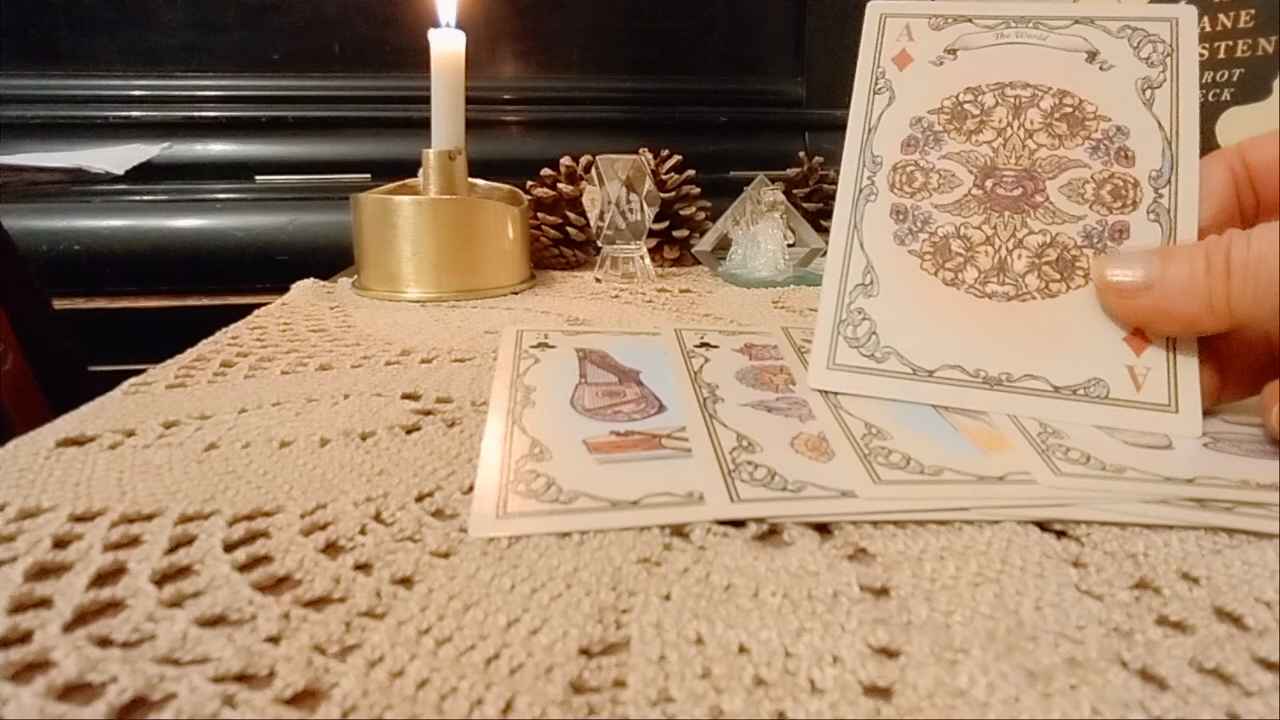 A
The World
A
ANE
STEN
ROT
ECK